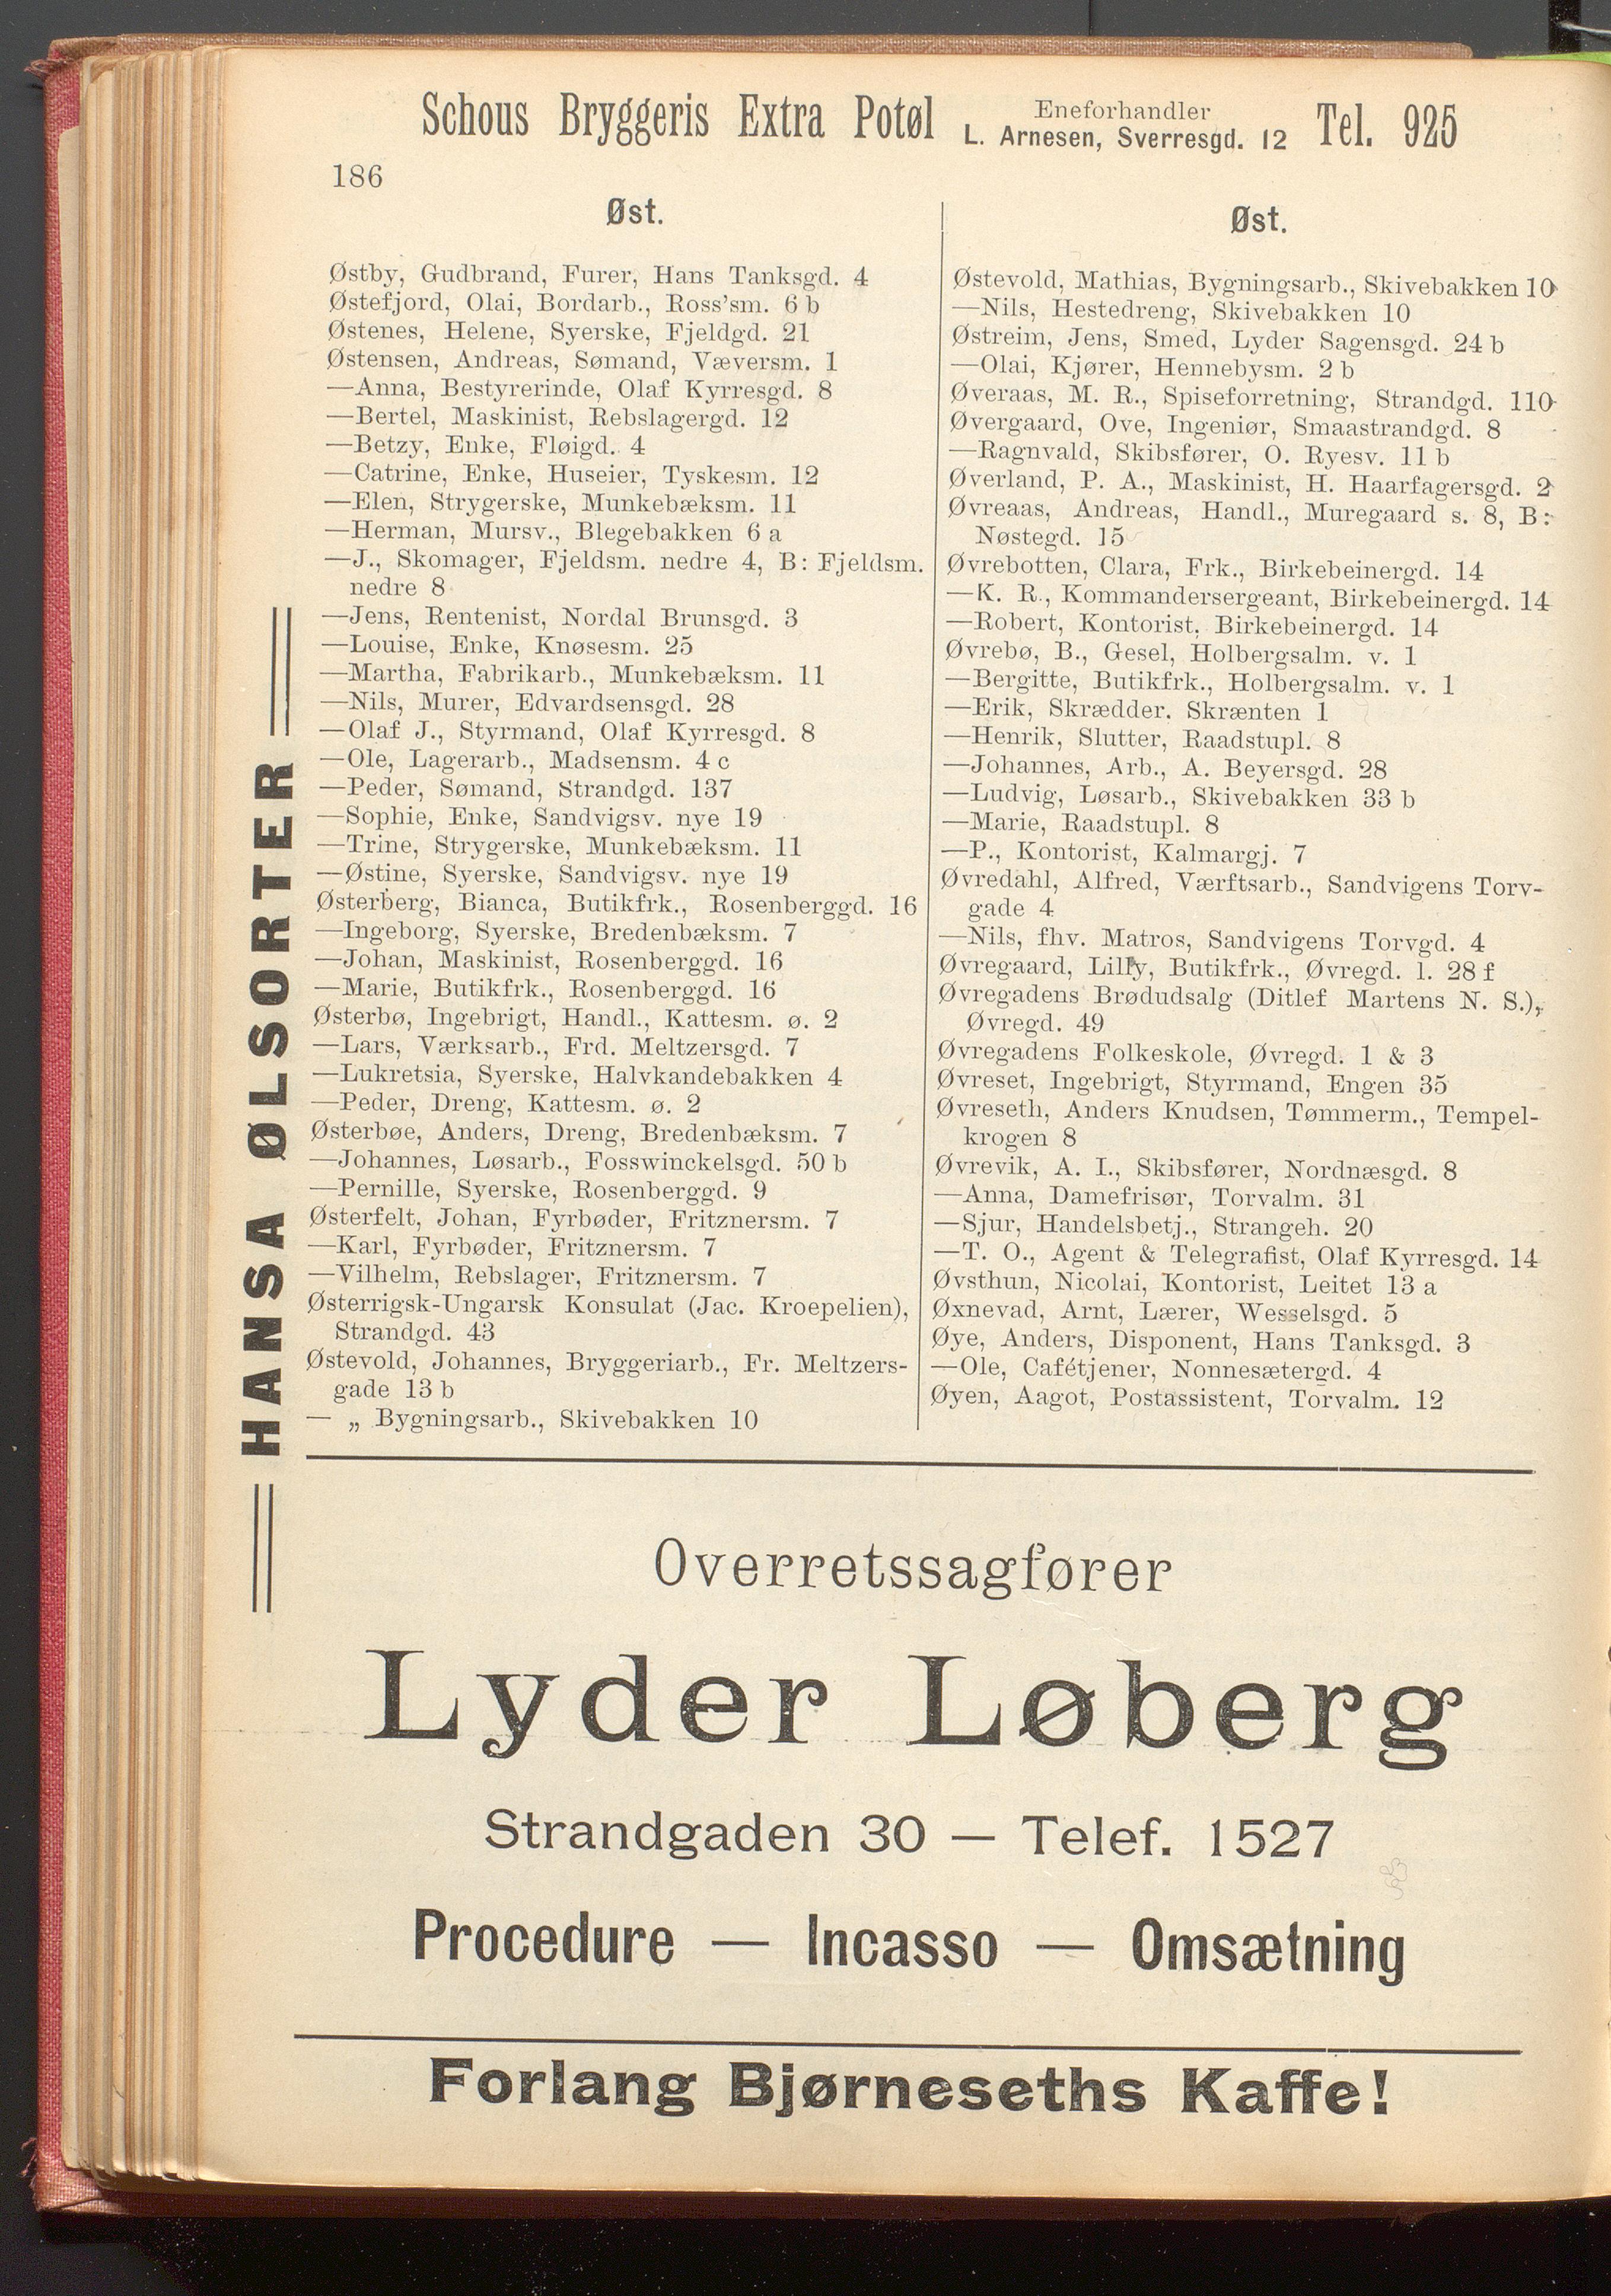 Schous Bryggeris Extra Potøl Eneforhandler
L. Arnesen, Sverresgd. 12 Tel. 925
186
Øst.
Østby, Gudbrand, Furer, Hans Tanksgd. 4
Østefjord, Olai, Bordarb., Ross'sm. 6 b
Østenes, Helene, Syerske, Fjeldgd. 21
Østensen, Andreas, Sømand, Væversm. 1
—Anna, Bestyrerinde, Olaf Kyrresgd. 8
—Bertel, Maskinist, Rebslagergd. 12
—Betzy, Enke, Fløigd. 4
—Catrine, Enke, Huseier, Tyskesm. 12
—Elen, Strygerske, Munkebæksm. 11
—Herman, Mursv., Blegebakken 6 a
—J., Skomager, Fjeldsm. nedre 4, B: Fjeldsm.
nedre 8
—Jens, Rentenist, Nordal Brunsgd. 3
—Louise, Enke, Knøsesm. 25
—Martha, Fabrikarb., Munkebæksm. 11
—Nils, Murer, Edvardsensgd. 28
—Olaf J., Styrmand, Olaf Kyrresgd. 8
—Ole, Lagerarb., Madsensm. 4 c
—Peder, Sømand, Strandgd. 137
—Sophie, Enke, Sandvigsv. nye 19
—Trine, Strygerske, Munkebæksm. 11
—Østine, Syerske, Sandvigsv. nye 19
Østerberg, Bianca, Butikfrk., Rosenberggd. 16
—Ingeborg, Syerske, Bredenbæksm. 7
—Johan, Maskinist, Rosenberggd. 16
—Marie, Butikfrk., Rosenberggd. 16
Østerbø, Ingebrigt, Handl., Kattesm. ø. 2
—Lars, Værksarb., Frd. Meltzersgd. 7
—Lukretsia, Syerske, Halvkandebakken 4
—Peder, Dreng, Kattesm. ø. 2
Østerbøe, Anders, Dreng, Bredenbæksm. 7
—Johannes, Løsarb., Fosswinckelsgd. 50 b
—Pernille, Syerske, Rosenberggd. 9
Østerfelt, Johan, Fyrbøder, Fritznersm. 7
—Karl, Fyrbøder, Fritznersm. 7
—Vilhelm, Rebslager, Fritznersm. 7
Østerrigsk-Ungarsk Konsulat (Jac. Kroepelien),
Strandgd. 43
Østevold, Johannes, Bryggeriarb., Fr. Meltzers-
gade 13 b
— „ Bygningsarb., Skivebakken 10
Øst.
Østevold, Mathias, Bygningsarb., Skivebakken 10
—Nils, Hestedreng, Skivebakken 10
Østreim, Jens, Smed, Lyder Sagensgd. 24 b
—Olai, Kjører, Hennebysm. 2 b
Øveraas, M. R., Spiseforretning, Strandgd. 110
Øvergaard, Ove, Ingeniør, Smaastrandgd. 8
—Ragnvald, Skibsfører, O. Ryesv. 11 b
Øverland, P. A., Maskinist, H. Haarfagersgd. 2
Øvreaas, Andreas, Handl., Muregaard s. 8, B:
Nøstegd. 15
Øvrebotten, Clara, Frk., Birkebeinergd. 14
—K. R., Kommandersergeant, Birkebeinergd. 14
—Robert, Kontorist, Birkebeinergd. 14
Øvrebø, B., Gesel, Holbergsalm. v. 1
—Bergitte, Butikfrk., Holbergsalm. v. 1
—Erik, Skrædder. Skrænten 1
—Henrik, Slutter, Raadstupl. 8
—Johannes, Arb., A. Beyersgd. 28
—Ludvig, Løsarb., Skivebakken 33 b
—Marie, Raadstupl. 8
—P., Kontorist, Kalmargj. 7
Øvredahl, Alfred, Værftsarb., Sandvigens Torv-
gade 4
—Nils, fhv. Matros, Sandvigens Torvgd. 4
Øvregaard, Lilly, Butikfrk., Øvregd. l. 28 f
Øvregadens Brødudsalg (Ditlef Martens N. S.),
Øvregd. 49
Øvregadens Folkeskole, Øvregd. 1 & 3
Øvreset, Ingebrigt, Styrmand, Engen 35
Øvreseth, Anders Knudsen, Tømmerm., Tempel-
krogen 8
Øvrevik, A. I., Skibsfører, Nordnæsgd. 8
—Anna, Damefrisør, Torvalm. 31
—Sjur, Handelsbetj., Strangeh. 20
—T. O., Agent & Telegrafist, Olaf Kyrresgd. 14
Øvsthun, Nicolai, Kontorist, Leitet 13 a
Øxnevad, Arnt, Lærer, Wesselsgd. 5
Øye, Anders, Disponent, Hans Tanksgd. 3
—Ole, Cafétjener, Nonnesætergd. 4
Øyen, Aagot, Postassistent, Torvalm. 12
HANSA ØLSORTER
Overretssagfører
Lyder Løberg
Strandgaden 30 — Telef. 1527
Procedure — Incasso — Omsætning
Forlang Bjørneseths Kaffe!